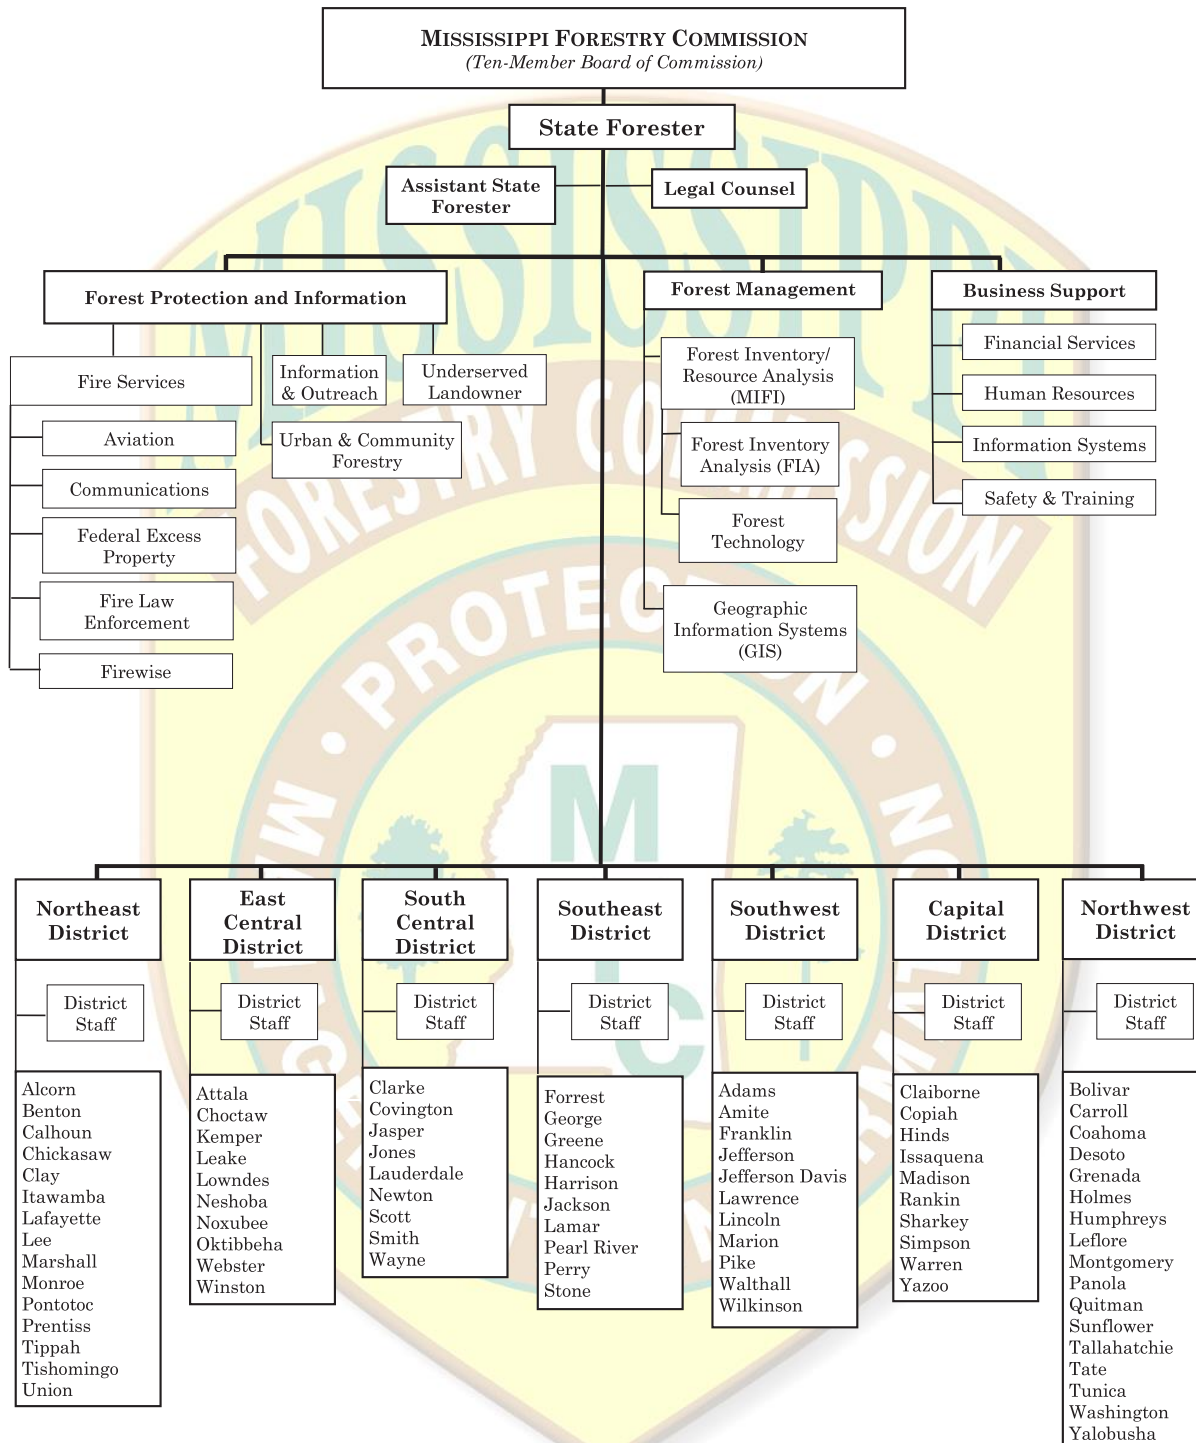 MISSISSIPPI FORESTRY COMMISSION
(Ten-Member Board of Commission)
State Forester
Assistant State
Forester
Legal Counsel
Forest Protection and Information
Fire Services
Aviation
Communications
Federal Excess
Property
Fire Law
Enforcement
Firewise
Information
& Outreach
Underserved
Landowner
Urban & Community
Forestry
Forest Management
Forest Inventory/
Resource Analysis
(MIFI)
Forest Inventory
Analysis (FIA)
Forest
Technology
Geographic
Information Systems
(GIS)
Business Support
Financial Services
Human Resources
Information Systems
Safety & Training
Northeast
District
District
Staff
Alcorn
Benton
Calhoun
Chickasaw
Clay
Itawamba
Lafayette
Lee
Marshall
Monroe
Pontotoc
Prentiss
Tippah
Tishomingo
Union
East
Central
District
District
Staff
Attala
Choctaw
Kemper
Leake
Lowndes
Neshoba
Noxubee
Oktibbeha
Webster
Winston
South
Central
District
District
Staff
Clarke
Covington
Jasper
Jones
Lauderdale
Newton
Scott
Smith
Wayne
Southeast
District
District
Staff
Forrest
George
Greene
Hancock
Harrison
Jackson
Lamar
Pearl River
Perry
Stone
Southwest
District
District
Staff
Adams
Amite
Franklin
Jefferson
Jefferson Davis
Lawrence
Lincoln
Marion
Pike
Walthall
Wilkinson
Capital
District
District
Staff
Claiborne
Copiah
Hinds
Issaquena
Madison
Rankin
Sharkey
Simpson
Warren
Yazoo
Northwest
District
District
Staff
Bolivar
Carroll
Coahoma
Desoto
Grenada
Holmes
Humphreys
Leflore
Montgomery
Panola
Quitman
Sunflower
Tallahatchie
Tate
Tunica
Washington
Yalobusha
MISSISSIPPI
FORESTRY COMMISSION
PROTECTION
M
C